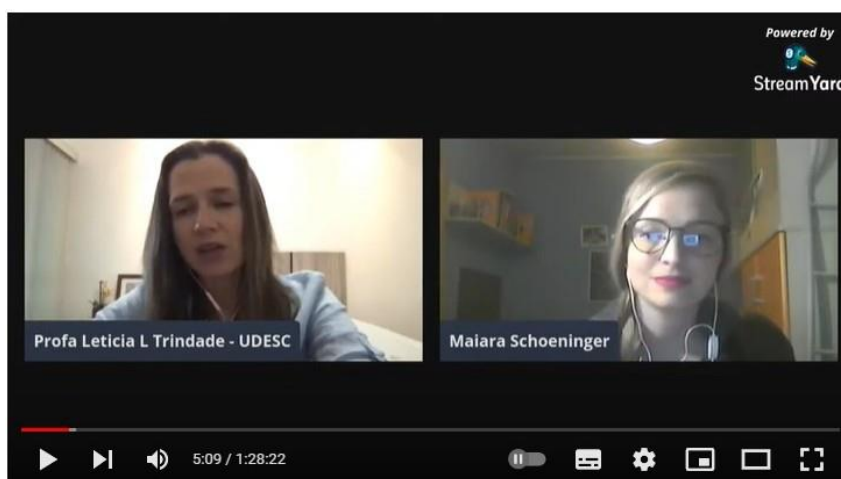 Powered by
StreamYard
Profa Leticia L Trindade - UDESC
Maiara Schoeninger
5:09 / 1:28:22